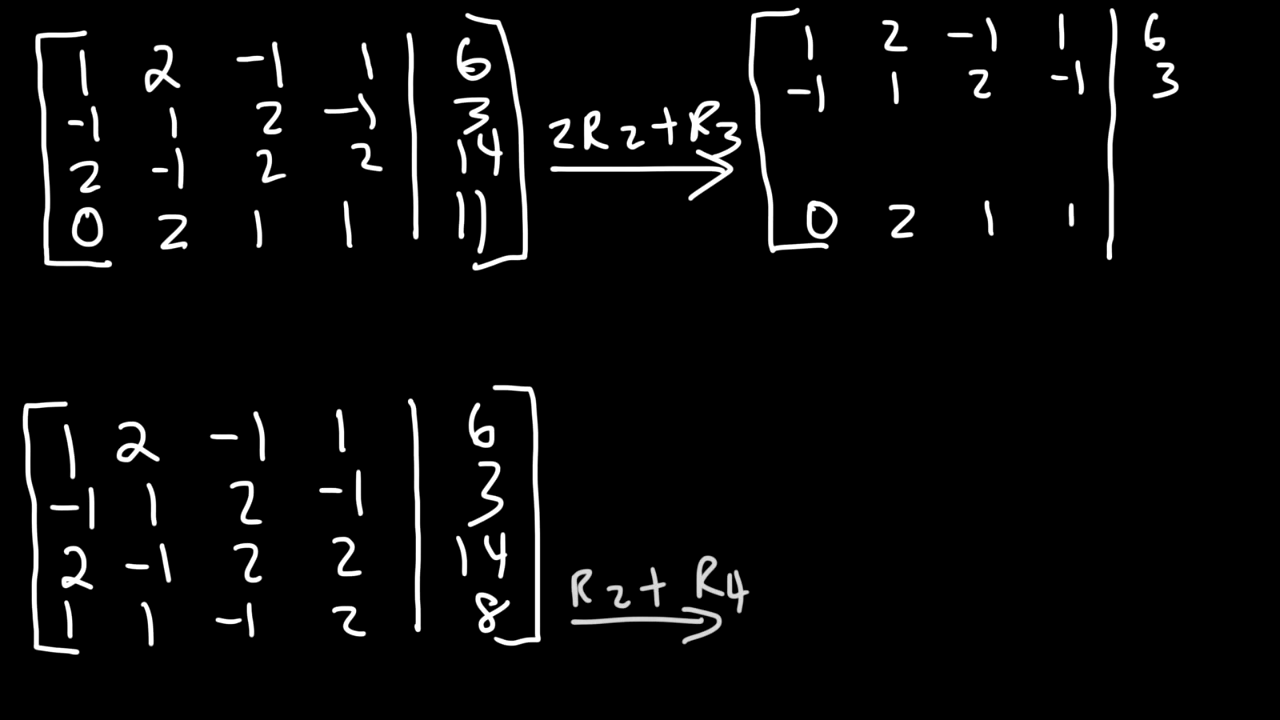 1 2 -1 1 | 6
-1 1 2 -1 | 3
2 -1 2 2 | 14
0 2 1 1 | 11
2R2+R3
1 2 -1 1 | 6
-1 1 2 -1 | 3
0 2 1 1 |
1 2 -1 1 | 6
-1 1 2 -1 | 3
2 -1 2 2 | 14
1 1 -1 2 | 8
R2+R4